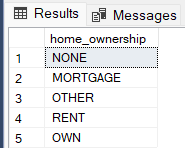 Results Messages
home_ownership
1 NONE
2 MORTGAGE
3 OTHER
4 RENT
5 OWN